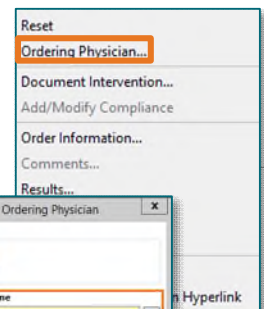 Reset
Ordering Physician...
Document Intervention...
Add/Modify Compliance
Order Information...
Comments...
Results...
Ordering Physician
x
Hyperlink